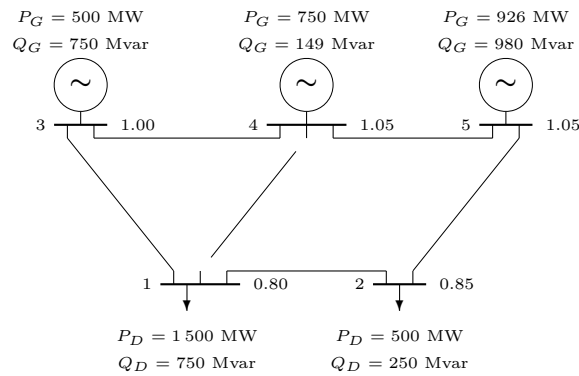 P_G = 500 MW
Q_G = 750 Mvar
P_G = 750 MW
Q_G = 149 Mvar
P_G = 926 MW
Q_G = 980 Mvar
~
~
~
3 1.00
4 1.05
5 1.05
1 0.80
2 0.85
P_D = 1 500 MW
Q_D = 750 Mvar
P_D = 500 MW
Q_D = 250 Mvar